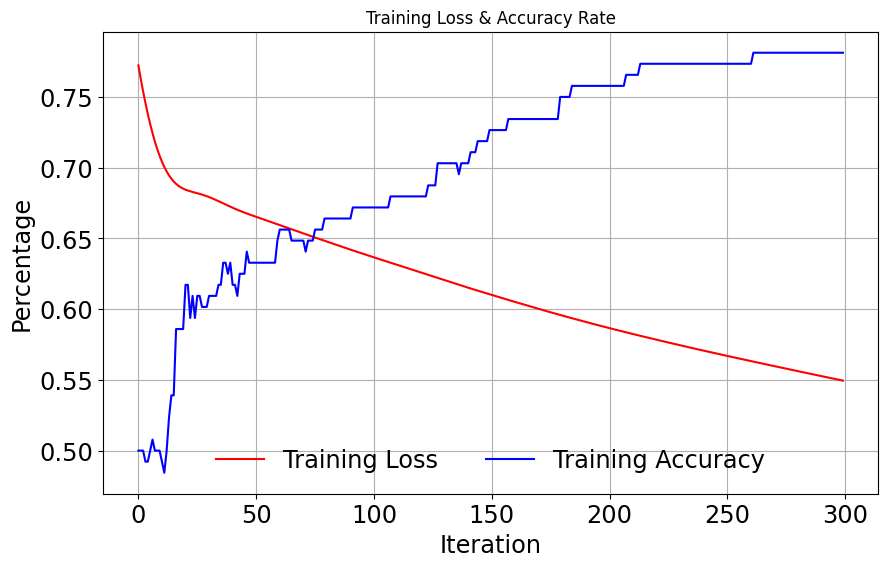 Training Loss & Accuracy Rate
Percentage
0.75
0.70
0.65
0.60
0.55
0.50
Training Loss Training Accuracy
0 50 100 150 200 250 300
Iteration